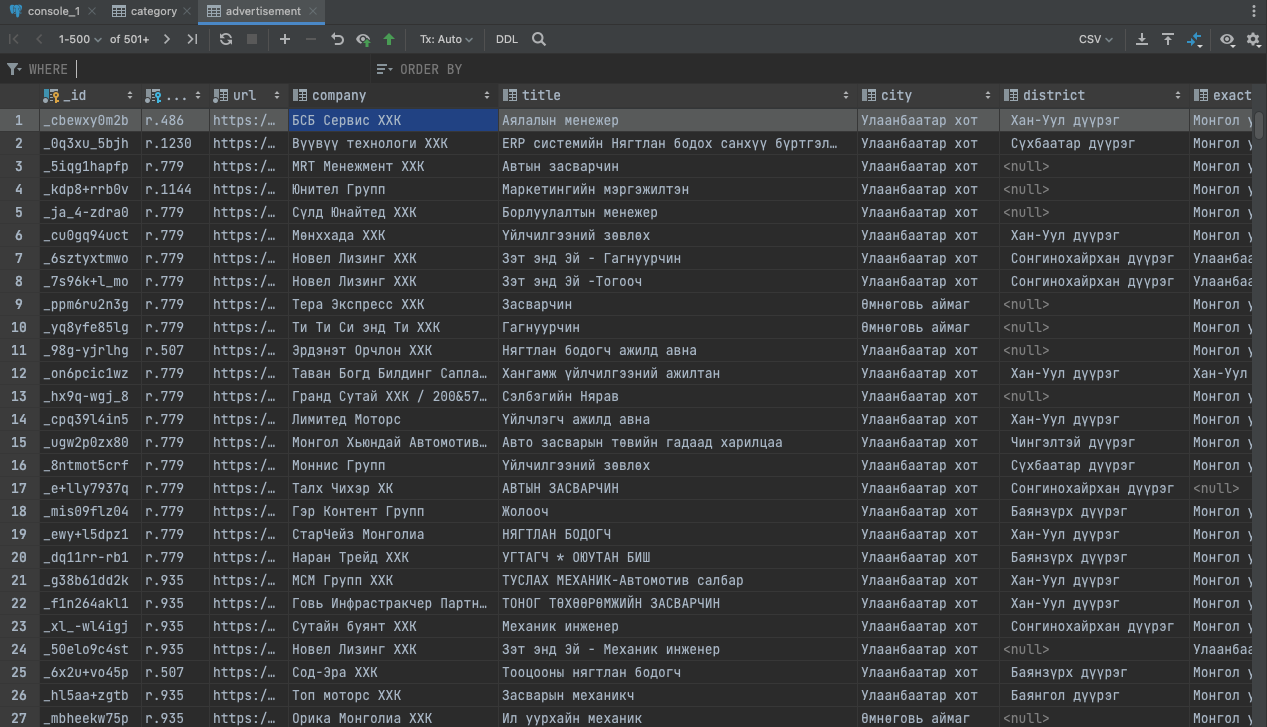 console_1 category advertisement
1-500 of 501+ Tx: Auto DDL CSV
WHERE ORDER BY
_id ... url company title city district exact
1 _cbewxy0m2b r.486 https:/… БСБ Сервис ХХК Аялалын менежер Улаанбаатар хот Хан-Уул дүүрэг Монгол у
2 _0q3xu_5bjh r.1230 https:/… Вүүвүү технологи ХХК ERP системийн Нягтлан бодох санхүү бүртгэл… Улаанбаатар хот Сүхбаатар дүүрэг Монгол у
3 _5iqg1hapfp r.779 https:/… MRT Менежмент ХХК Автын засварчин Улаанбаатар хот <null> Монгол у
4 _kdp8+rrb0v r.1144 https:/… Юнител Групп Маркетингийн мэргэжилтэн Улаанбаатар хот <null> Монгол у
5 _ja_4-zdra0 r.779 https:/… Сүлд Юнайтед ХХК Борлуулалтын менежер Улаанбаатар хот <null> Монгол у
6 _cu0gq94uct r.779 https:/… Мөнххада ХХК Үйлчилгээний зөвлөх Улаанбаатар хот Хан-Уул дүүрэг Монгол у
7 _6sztyxtmwo r.779 https:/… Новел Лизинг ХХК Зэт энд Эй - Гагнуурчин Улаанбаатар хот Сонгинохайрхан дүүрэг Улаанбаа
8 _7s96k+l_mo r.779 https:/… Новел Лизинг ХХК Зэт энд Эй -Тогооч Улаанбаатар хот Сонгинохайрхан дүүрэг Улаанбаа
9 _ppm6ru2n3g r.779 https:/… Тера Экспресс ХХК Засварчин Өмнөговь аймаг <null> Монгол у
10 _yq8yfe85lg r.779 https:/… Ти Ти Си энд Ти ХХК Гагнуурчин Өмнөговь аймаг <null> Монгол у
11 _98g-yjrlhg r.507 https:/… Эрдэнэт Орчлон ХХК Нягтлан бодогч ажилд авна Улаанбаатар хот <null> Монгол у
12 _on6pcic1wz r.779 https:/… Таван Богд Билдинг Сапла… Хангамж үйлчилгээний ажилтан Улаанбаатар хот Хан-Уул дүүрэг Хан-Уул
13 _hx9q-wgj_8 r.779 https:/… Гранд Сутай ХХК / 200&57… Сэлбэгийн Нярав Улаанбаатар хот <null> Монгол у
14 _cpq39l4in5 r.779 https:/… Лимитед Моторс Үйлчлэгч ажилд авна Улаанбаатар хот Хан-Уул дүүрэг Монгол у
15 _ugw2p0zx80 r.779 https:/… Монгол Хьюндай Автомотив… Авто засварын төвийн гадаад харилцаа Улаанбаатар хот Чингэлтэй дүүрэг Монгол у
16 _8ntmot5crf r.779 https:/… Моннис Групп Үйлчилгээний зөвлөх Улаанбаатар хот Сүхбаатар дүүрэг Монгол у
17 _e+lly7937q r.779 https:/… Талх Чихэр ХК АВТЫН ЗАСВАРЧИН Улаанбаатар хот Сонгинохайрхан дүүрэг <null>
18 _mis09flz04 r.779 https:/… Гэр Контент Групп Жолооч Улаанбаатар хот Баянзүрх дүүрэг Монгол у
19 _ewy+l5dpz1 r.779 https:/… СтарЧейз Монголиа НЯГТЛАН БОДОГЧ Улаанбаатар хот Хан-Уул дүүрэг Монгол у
20 _dq11rr-rb1 r.779 https:/… Наран Трейд ХХК УГТАГЧ * ОЮУТАН БИШ Улаанбаатар хот Баянзүрх дүүрэг Монгол у
21 _g38b61dd2k r.935 https:/… МСМ Групп ХХК ТУСЛАХ МЕХАНИК-Автомотив салбар Улаанбаатар хот Хан-Уул дүүрэг Монгол у
22 _f1n264akl1 r.935 https:/… Говь Инфрастракчер Партн… ТОНОГ ТӨХӨӨРӨМЖИЙН ЗАСВАРЧИН Улаанбаатар хот Хан-Уул дүүрэг Монгол у
23 _xl_-wl4igj r.935 https:/… Сутайн буянт ХХК Механик инженер Улаанбаатар хот Сонгинохайрхан дүүрэг Монгол у
24 _50elo9c4st r.935 https:/… Новел Лизинг ХХК Зэт энд Эй - Механик инженер Улаанбаатар хот <null> Улаанбаа
25 _6x2u+vo45p r.507 https:/… Сод-Эра ХХК Тооцооны нягтлан бодогч Улаанбаатар хот Баянзүрх дүүрэг Монгол у
26 _hl5aa+zgtb r.935 https:/… Топ моторс ХХК Засварын механикч Улаанбаатар хот Баянгол дүүрэг Монгол у
27 _mbheekw75p r.935 https:/… Орика Монголиа ХХК Ил уурхайн механик Өмнөговь аймаг <null> Монгол у